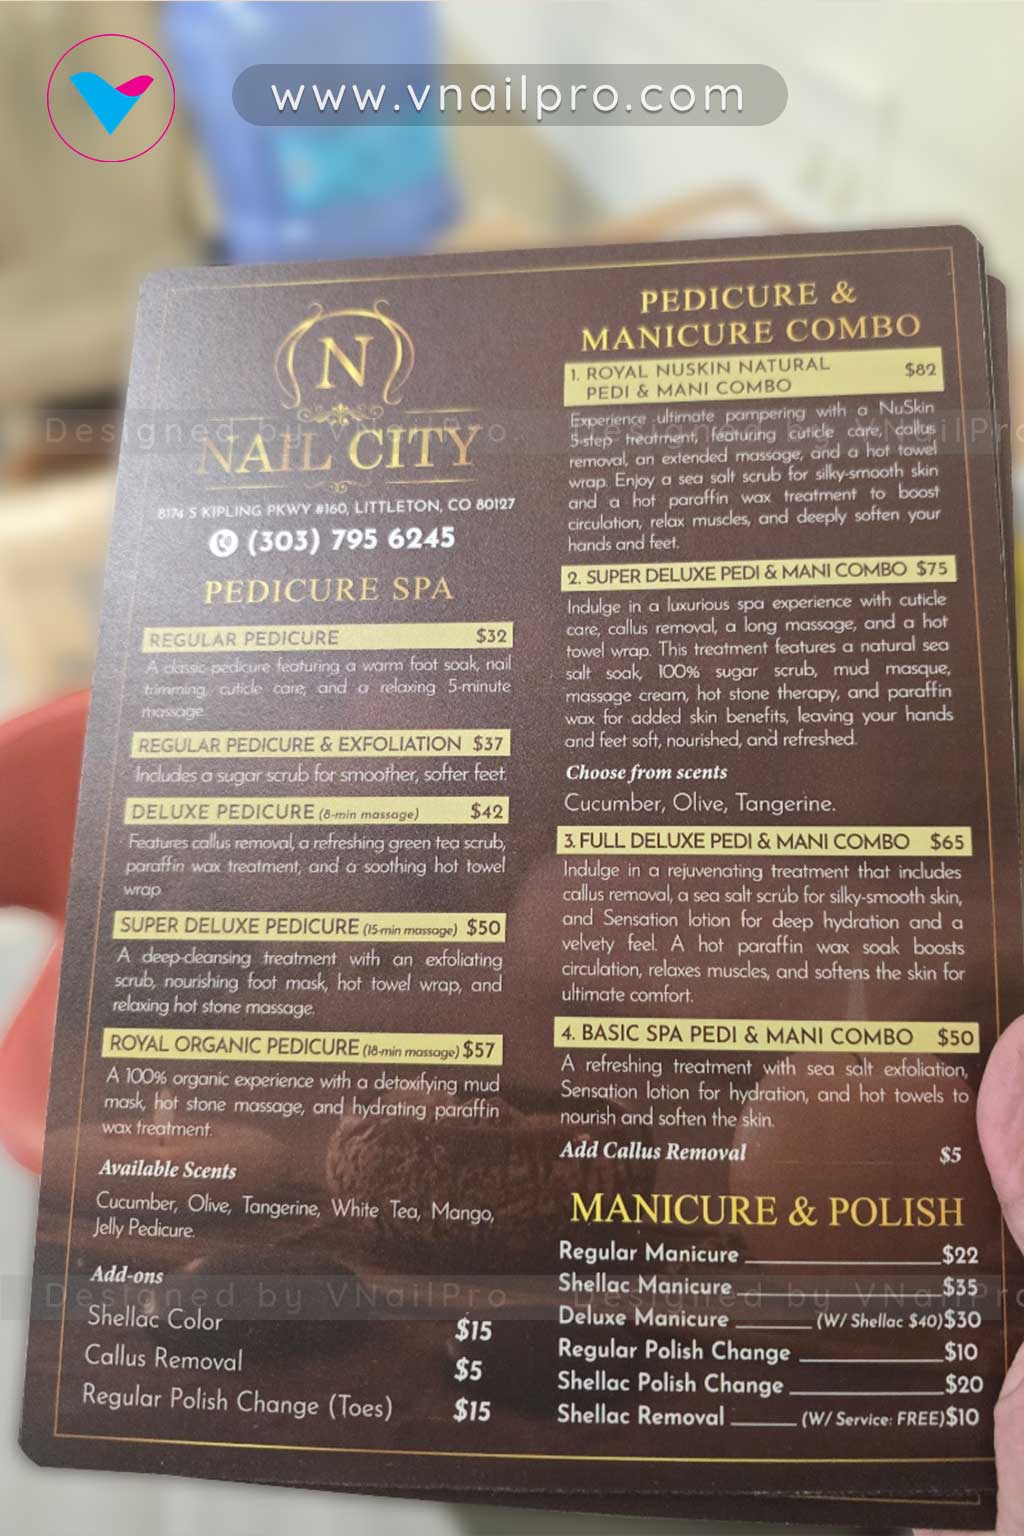 www.vnailpro.com
N
NAIL CITY
8174 S KIPLING PKWY #160, LITTLETON, CO 80127
(303) 795 6245
PEDICURE SPA
REGULAR PEDICURE $32
A classic pedicure featuring a warm foot soak, nail
trimming, cuticle care, and a relaxing 5-minute
massage.
REGULAR PEDICURE & EXFOLIATION $37
Includes a sugar scrub for smoother, softer feet.
DELUXE PEDICURE (8-min massage) $42
Features callus removal, a refreshing green tea scrub,
paraffin wax treatment, and a soothing hot towel
wrap.
SUPER DELUXE PEDICURE (15-min massage) $50
A deep-cleansing treatment with an exfoliating
scrub, nourishing foot mask, hot towel wrap, and
relaxing hot stone massage.
ROYAL ORGANIC PEDICURE (18-min massage) $57
A 100% organic experience with a detoxifying mud
mask, hot stone massage, and hydrating paraffin
wax treatment.
Available Scents
Cucumber, Olive, Tangerine, White Tea, Mango,
Jelly Pedicure.
Add-ons
Shellac Color $15
Callus Removal $5
Regular Polish Change (Toes) $15
PEDICURE &
MANICURE COMBO
1. ROYAL NUSKIN NATURAL $82
PEDI & MANI COMBO
Experience ultimate pampering with a NuSkin
5-step treatment, featuring cuticle care, callus
removal, an extended massage, and a hot towel
wrap. Enjoy a sea salt scrub for silky-smooth skin
and a hot paraffin wax treatment to boost
circulation, relax muscles, and deeply soften your
hands and feet.
2. SUPER DELUXE PEDI & MANI COMBO $75
Indulge in a luxurious spa experience with cuticle
care, callus removal, a long massage, and a hot
towel wrap. This treatment features a natural sea
salt soak, 100% sugar scrub, mud masque,
massage cream, hot stone therapy, and paraffin
wax for added skin benefits, leaving your hands
and feet soft, nourished, and refreshed.
Choose from scents
Cucumber, Olive, Tangerine.
3. FULL DELUXE PEDI & MANI COMBO $65
Indulge in a rejuvenating treatment that includes
callus removal, a sea salt scrub for silky-smooth skin,
and Sensation lotion for deep hydration and a
velvety feel. A hot paraffin wax soak boosts
circulation, relaxes muscles, and softens the skin for
ultimate comfort.
4. BASIC SPA PEDI & MANI COMBO $50
A refreshing treatment with sea salt exfoliation,
Sensation lotion for hydration, and hot towels to
nourish and soften the skin.
Add Callus Removal $5
MANICURE & POLISH
Regular Manicure $22
Shellac Manicure $35
Deluxe Manicure (W/ Shellac $40) $30
Regular Polish Change $10
Shellac Polish Change $20
Shellac Removal (W/ Service: FREE) $10
Designed by VNailPro
Designed by VNailPro
Designed by VNailPro
Designed by VNailPro